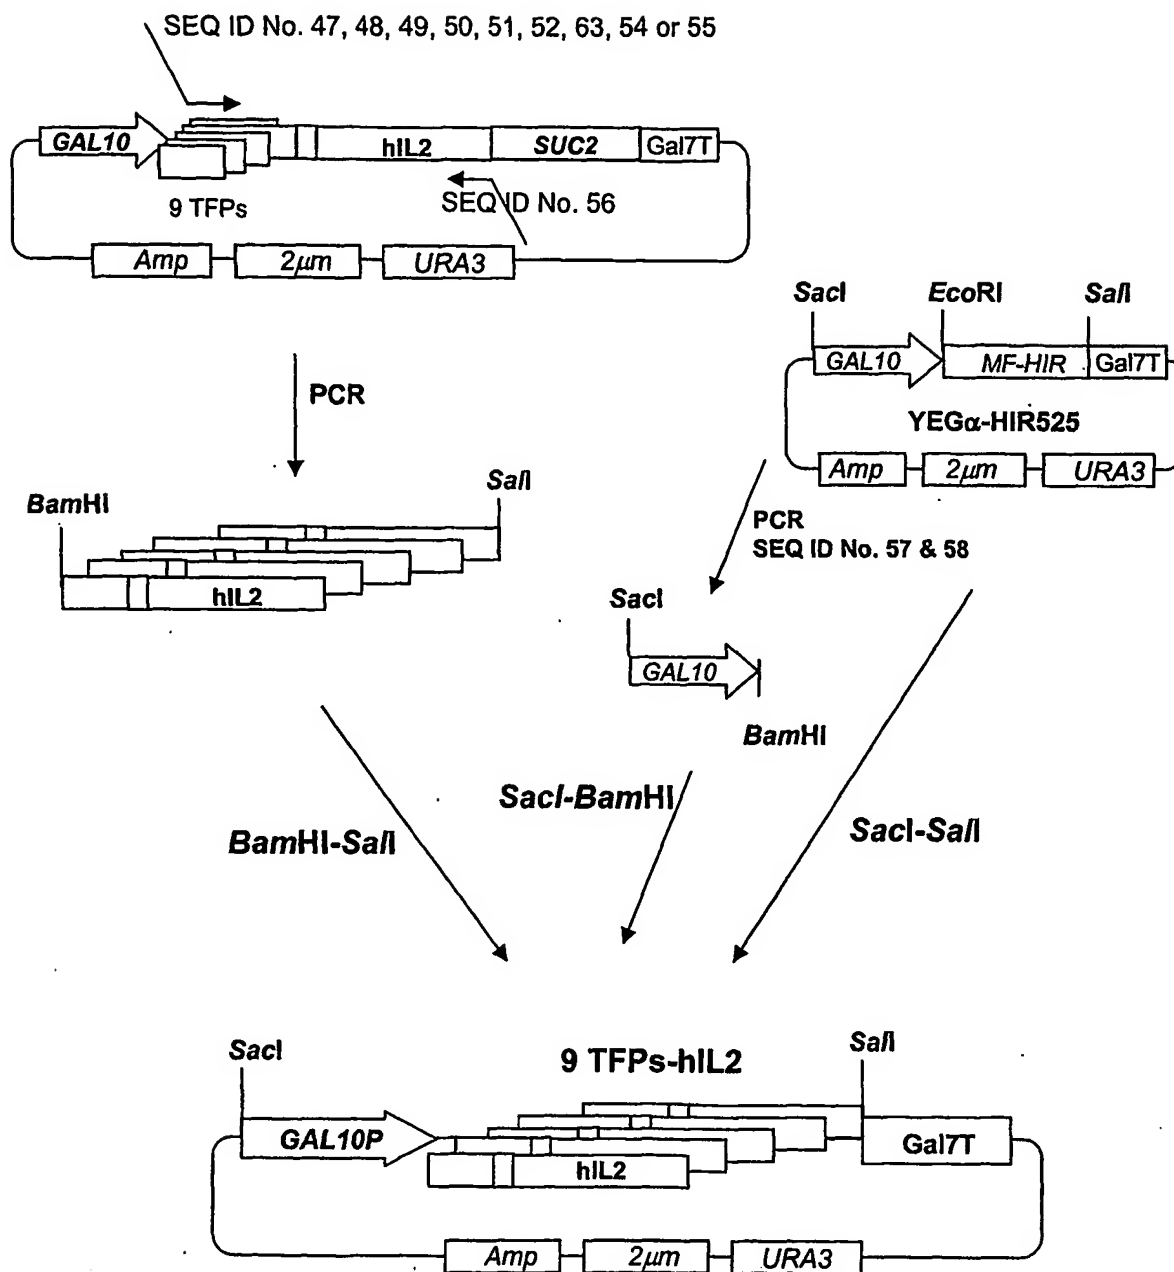 SEQ ID No. 47, 48, 49, 50, 51, 52, 63, 54 or 55
GAL10
hIL2
SUC2
Gal7T
9 TFPs
SEQ ID No. 56
Amp
2µm
URA3
SacI
EcoRI
SalI
GAL10
MF-HIR
Gal7T
YEGα-HIR525
Amp
2µm
URA3
PCR
BamHI
SalI
hIL2
PCR
SEQ ID No. 57 & 58
SacI
GAL10
BamHI
BamHI-SalI
SacI-BamHI
SacI-SalI
9 TFPs-hIL2
SacI
SalI
GAL10P
hIL2
Gal7T
Amp
2µm
URA3